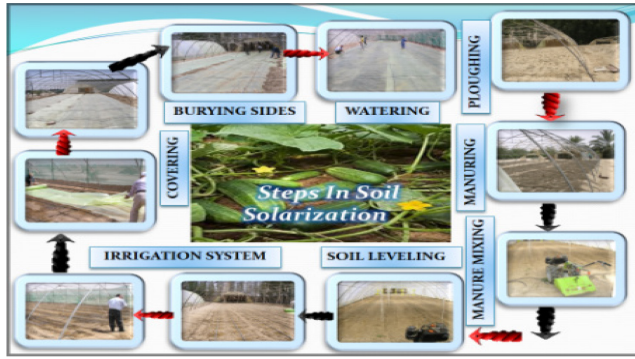 PLOUGHING
MANURING
MANURE MIXING
SOIL LEVELING
IRRIGATION SYSTEM
COVERING
BURYING SIDES
WATERING
Steps In Soil
Solarization